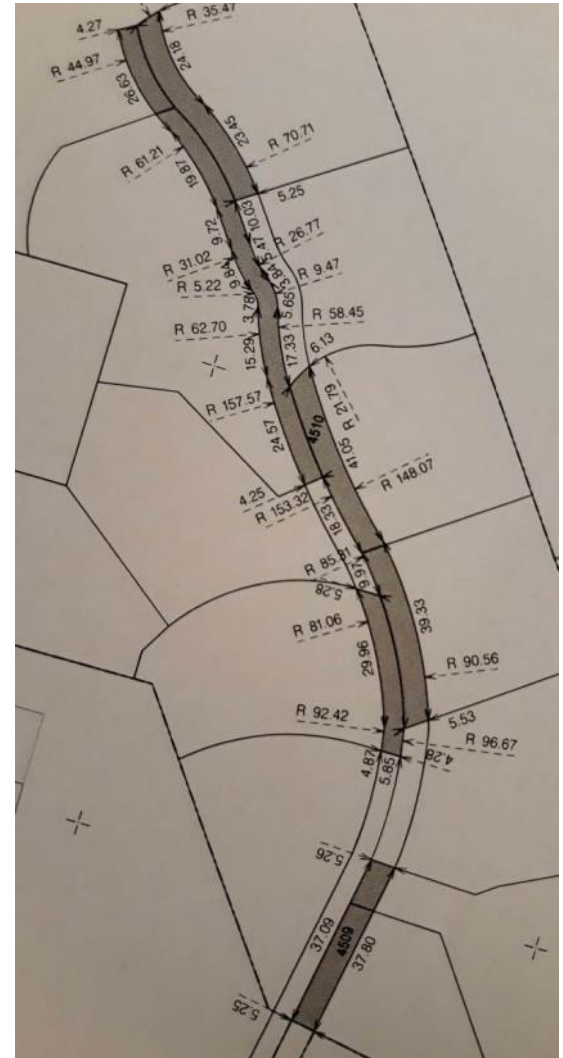 4.27
R 35.47
24.18
R 44.97
26.63
23.45
R 70.71
R 61.21
19.87
5.25
10.03
9.72
5.47
R 26.77
R 31.02
9.84
3.84
R 9.47
R 5.22
3.78
5.65
R 58.45
R 62.70
15.29
17.33
6.13
R 21.79
R 157.57
24.57
4510
41.05
R 148.07
4.25
R 153.32
18.33
R 85.31
9.97
5.28
R 81.06
39.33
29.96
R 90.56
R 92.42
5.53
R 96.67
4.87
5.85
4.28
5.26
37.09
4509
37.80
5.25